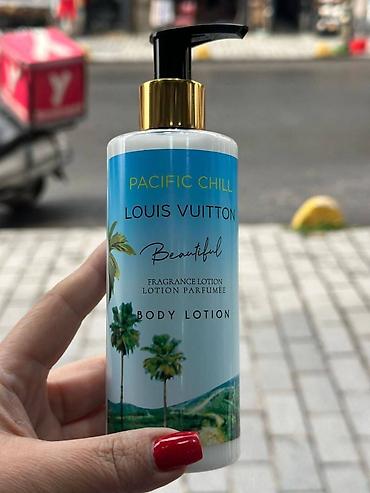 PACIFIC CHILL
LOUIS VUITTON
Beautiful
FRAGRANCE LOTION
LOTION PARFUMÉE
BODY LOTION